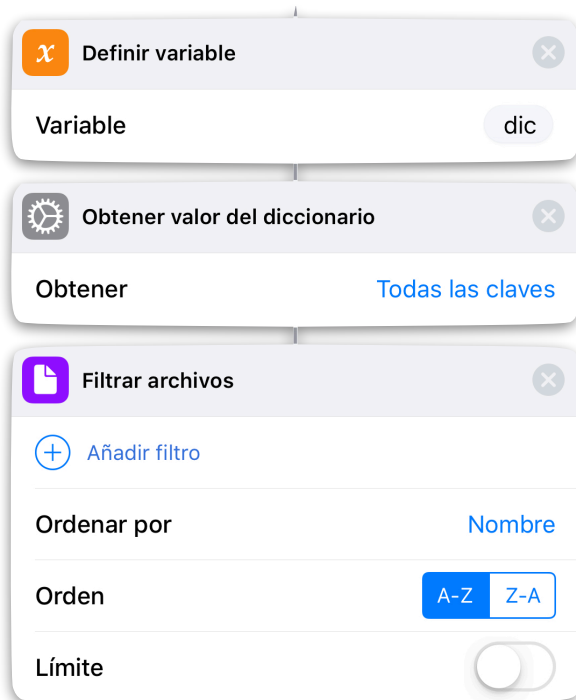 x Definir variable
Variable dic
Obtener valor del diccionario
Obtener Todas las claves
Filtrar archivos
Añadir filtro
Ordenar por Nombre
Orden A-Z Z-A
Límite